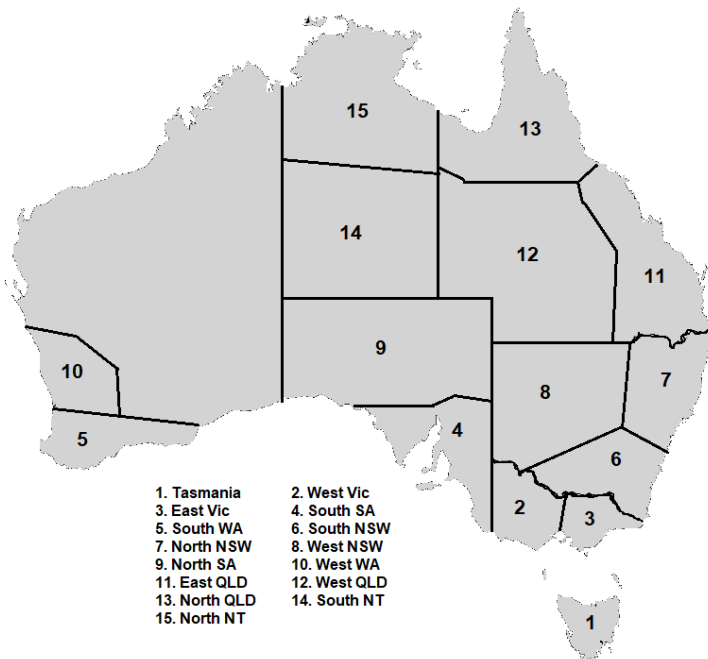 15
13
14
12
11
9
10
7
8
4
5
6
2
3
1
1. Tasmania 2. West Vic
3. East Vic 4. South SA
5. South WA 6. South NSW
7. North NSW 8. West NSW
9. North SA 10. West WA
11. East QLD 12. West QLD
13. North QLD 14. South NT
15. North NT